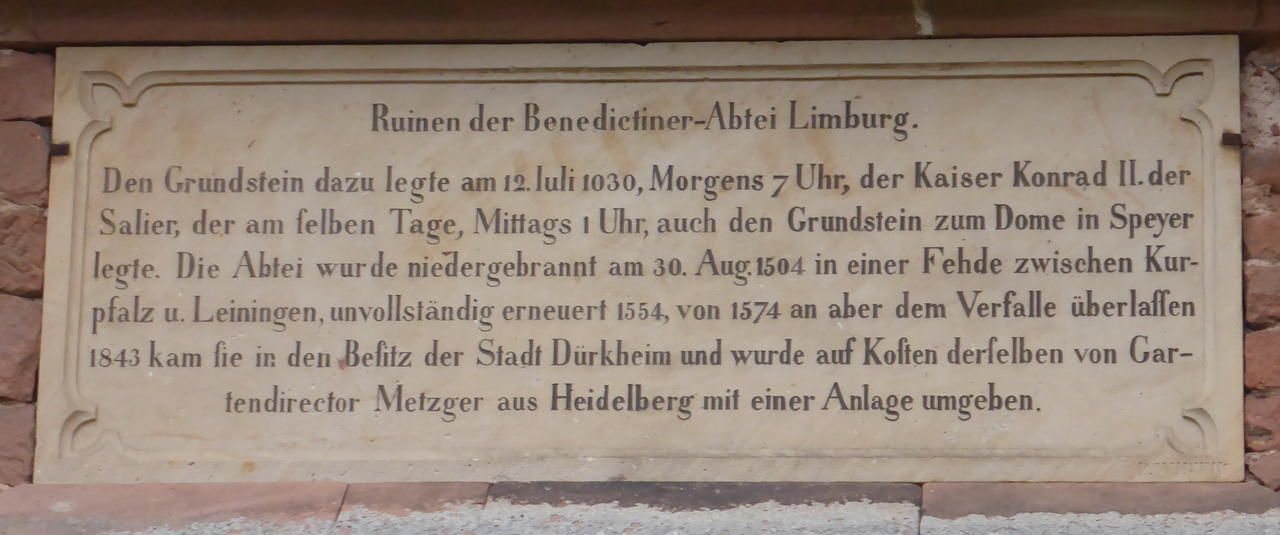 Ruinen der Benedictiner-Abtei Limburg.
Den Grundstein dazu legte am 12. Iuli 1030, Morgens 7 Uhr, der Kaiser Konrad II. der
Salier, der am ſelben Tage, Mittags 1 Uhr, auch den Grundstein zum Dome in Speyer
legte. Die Abtei wurde niedergebrannt am 30. Aug. 1504 in einer Fehde zwischen Kur-
pfalz u. Leiningen, unvollständig erneuert 1554, von 1574 an aber dem Verfalle überlaſſen
1843 kam ſie in den Beſitz der Stadt Dürkheim und wurde auf Koſten derſelben von Gar-
tendirector Metzger aus Heidelberg mit einer Anlage umgeben.